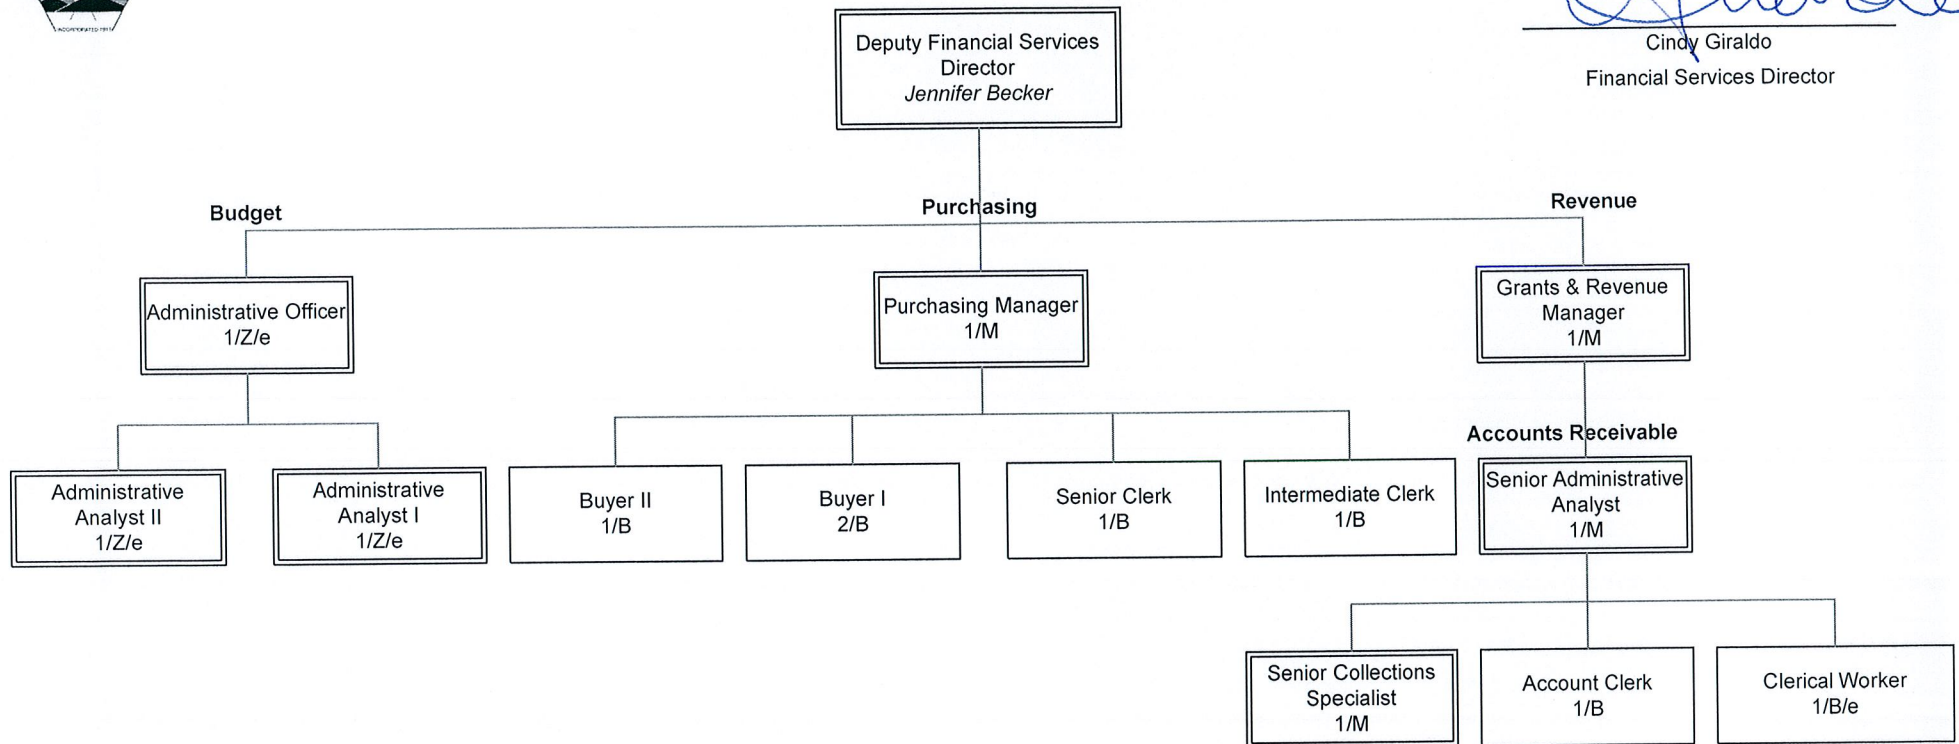 INCORPORATED 1911
Deputy Financial Services
Director
Jennifer Becker
Cindy Giraldo
Financial Services Director
Budget
Purchasing
Revenue
Administrative Officer
1/Z/e
Purchasing Manager
1/M
Grants & Revenue
Manager
1/M
Accounts Receivable
Administrative
Analyst II
1/Z/e
Administrative
Analyst I
1/Z/e
Buyer II
1/B
Buyer I
2/B
Senior Clerk
1/B
Intermediate Clerk
1/B
Senior Administrative
Analyst
1/M
Senior Collections
Specialist
1/M
Account Clerk
1/B
Clerical Worker
1/B/e